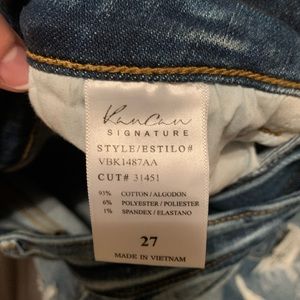 KanCan
SIGNATURE
STYLE/ESTILO#
VBK1487AA
CUT# 31451
93% COTTON / ALGODON
6% POLYESTER / POLIESTER
1% SPANDEX / ELASTANO
27
MADE IN VIETNAM